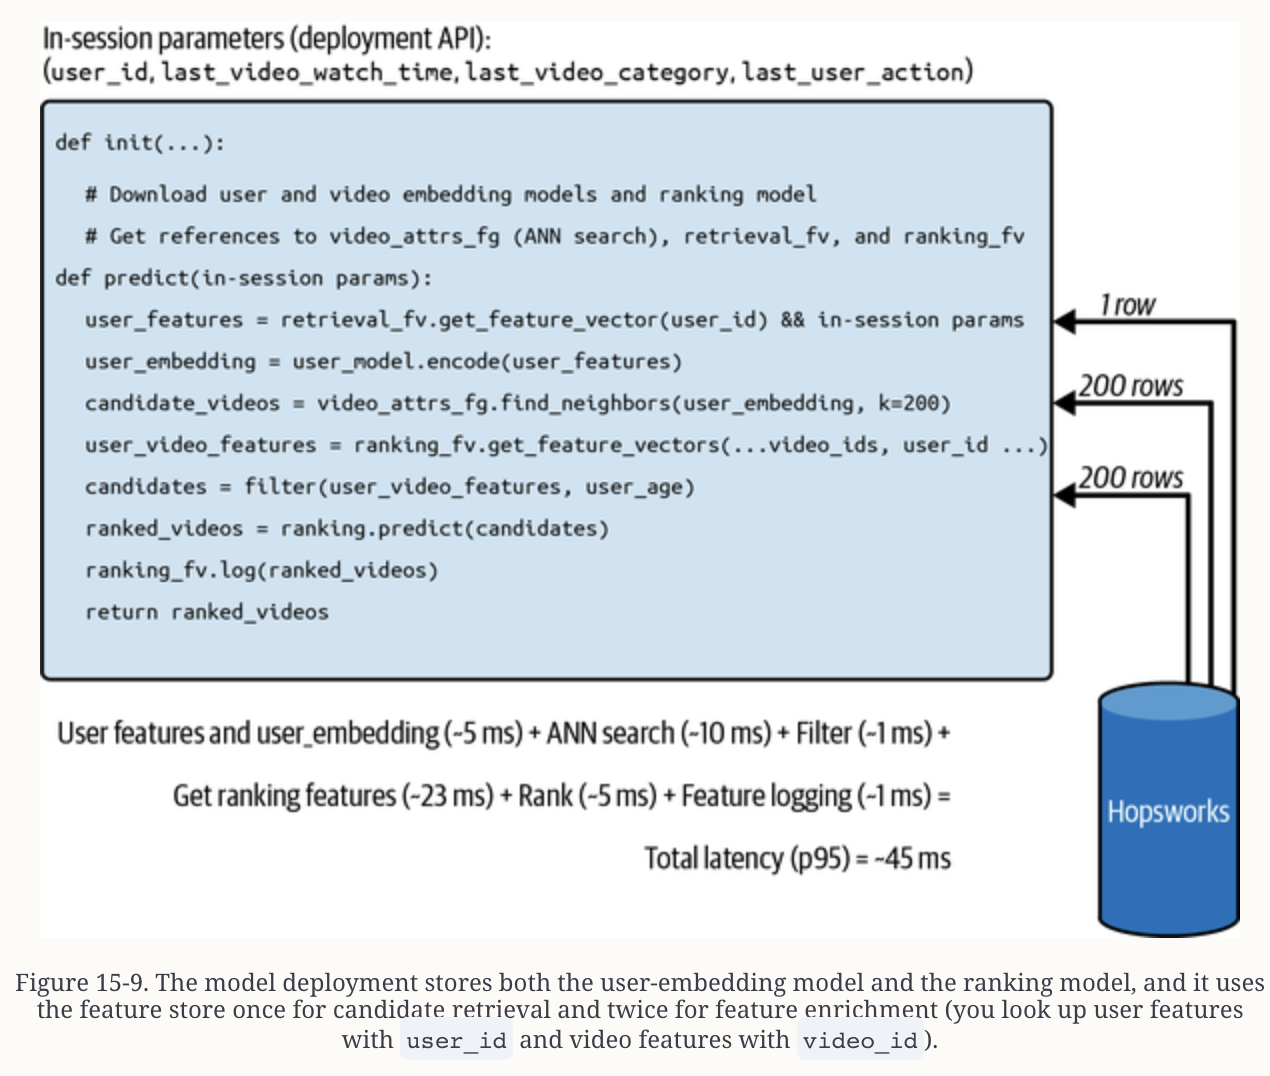 In-session parameters (deployment API):
(user_id, last_video_watch_time, last_video_category, last_user_action)
def init(...):
# Download user and video embedding models and ranking model
# Get references to video_attrs_fg (ANN search), retrieval_fv, and ranking_fv
def predict(in-session params):
user_features = retrieval_fv.get_feature_vector(user_id) && in-session params
user_embedding = user_model.encode(user_features)
candidate_videos = video_attrs_fg.find_neighbors(user_embedding, k=200)
user_video_features = ranking_fv.get_feature_vectors(...video_ids, user_id ...)
candidates = filter(user_video_features, user_age)
ranked_videos = ranking.predict(candidates)
ranking_fv.log(ranked_videos)
return ranked_videos
1 row
200 rows
200 rows
Hopsworks
User features and user_embedding (~5 ms) + ANN search (~10 ms) + Filter (~1 ms) +
Get ranking features (~23 ms) + Rank (~5 ms) + Feature logging (~1 ms) =
Total latency (p95) = ~45 ms
Figure 15-9. The model deployment stores both the user-embedding model and the ranking model, and it uses
the feature store once for candidate retrieval and twice for feature enrichment (you look up user features
with user_id and video features with video_id).